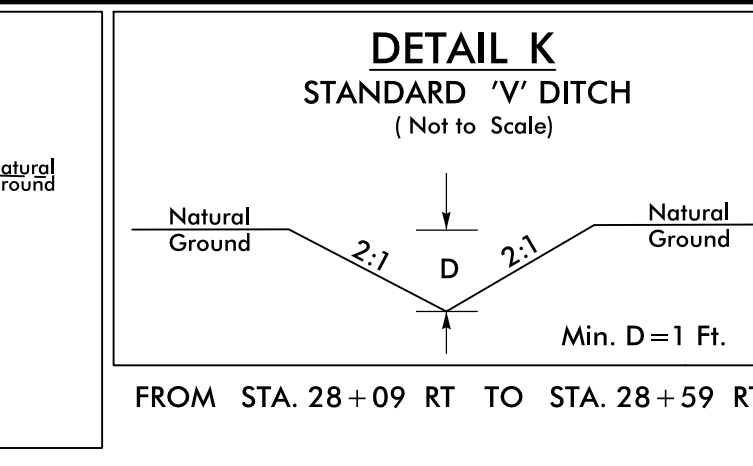 DETAIL K
STANDARD 'V' DITCH
( Not to Scale)
Natural
Ground
2:1
D
2:1
Natural
Ground
Min. D=1 Ft.
FROM STA. 28+09 RT TO STA. 28+59